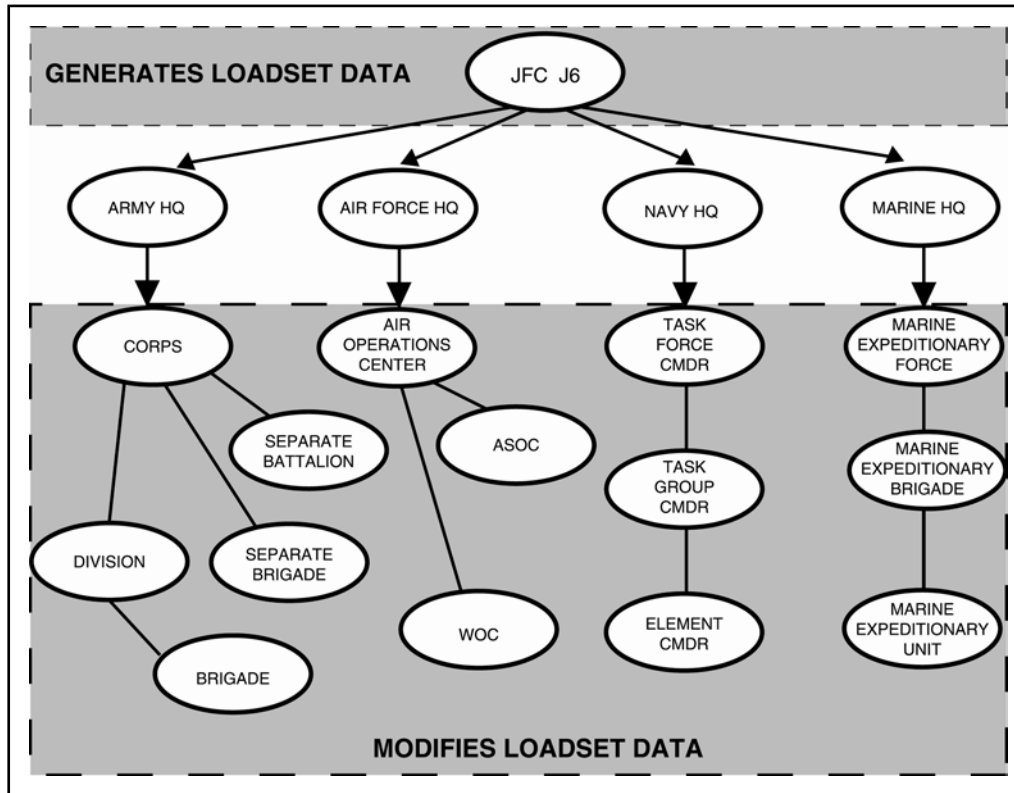 GENERATES LOADSET DATA
JFC J6
ARMY HQ
AIR FORCE HQ
NAVY HQ
MARINE HQ
CORPS
AIR
OPERATIONS
CENTER
TASK
FORCE
CMDR
MARINE
EXPEDITIONARY
FORCE
SEPARATE
BATTALION
ASOC
TASK
GROUP
CMDR
MARINE
EXPEDITIONARY
BRIGADE
DIVISION
SEPARATE
BRIGADE
WOC
ELEMENT
CMDR
MARINE
EXPEDITIONARY
UNIT
BRIGADE
MODIFIES LOADSET DATA